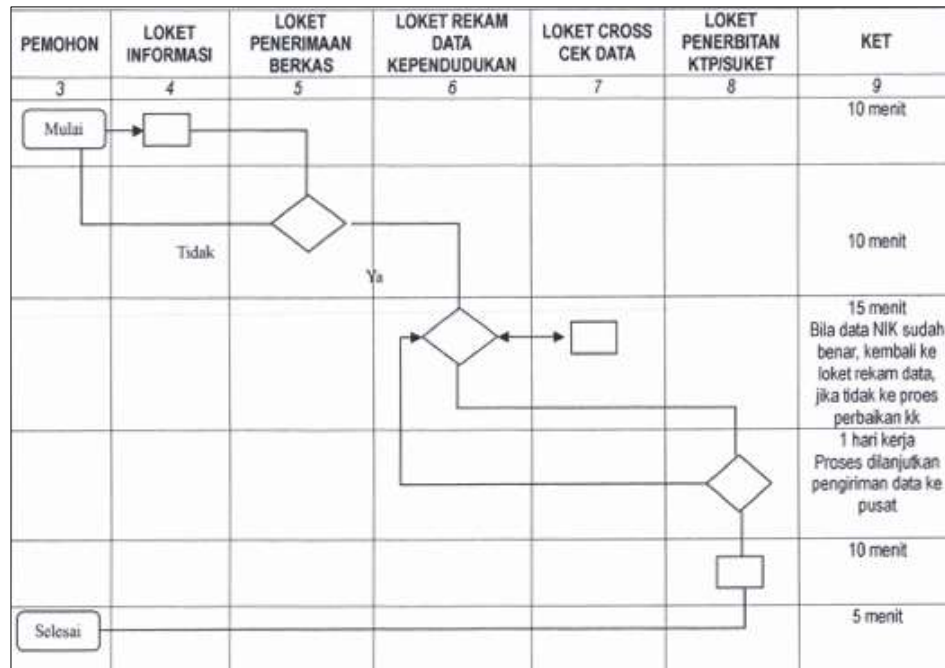 PEMOHON
LOKET
INFORMASI
LOKET
PENERIMAAN
BERKAS
LOKET REKAM
DATA
KEPENDUDUKAN
LOKET CROSS
CEK DATA
LOKET
PENERBITAN
KTP/SUKET
KET
3
4
5
6
7
8
9
Mulai
10 menit
Tidak
Ya
10 menit
15 menit
Bila data NIK sudah
benar, kembali ke
loket rekam data,
jika tidak ke proes
perbaikan kk
1 hari kerja
Proses dilanjutkan
pengiriman data ke
pusat
10 menit
Selesai
5 menit